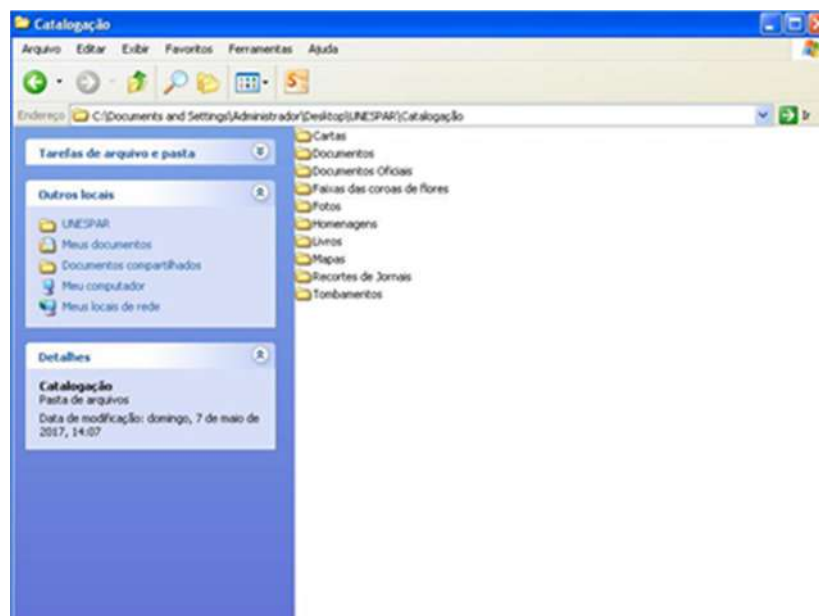 Catalogação
Arquivo Editar Exibir Favoritos Ferramentas Ajuda
Endereço C:\Documents and Settings\Administrador\Desktop\UNESPAR\Catalogação Ir
Tarefas de arquivo e pasta
Outros locais
UNESPAR
Meus documentos
Documentos compartilhados
Meu computador
Meus locais de rede
Detalhes
Catalogação
Pasta de arquivos
Data de modificação: domingo, 7 de maio de
2017, 14:07
Cartas
Documentos
Documentos Oficiais
Faixas das coroas de flores
Fotos
Homenagens
Livros
Mapas
Recortes de Jornais
Tombamentos